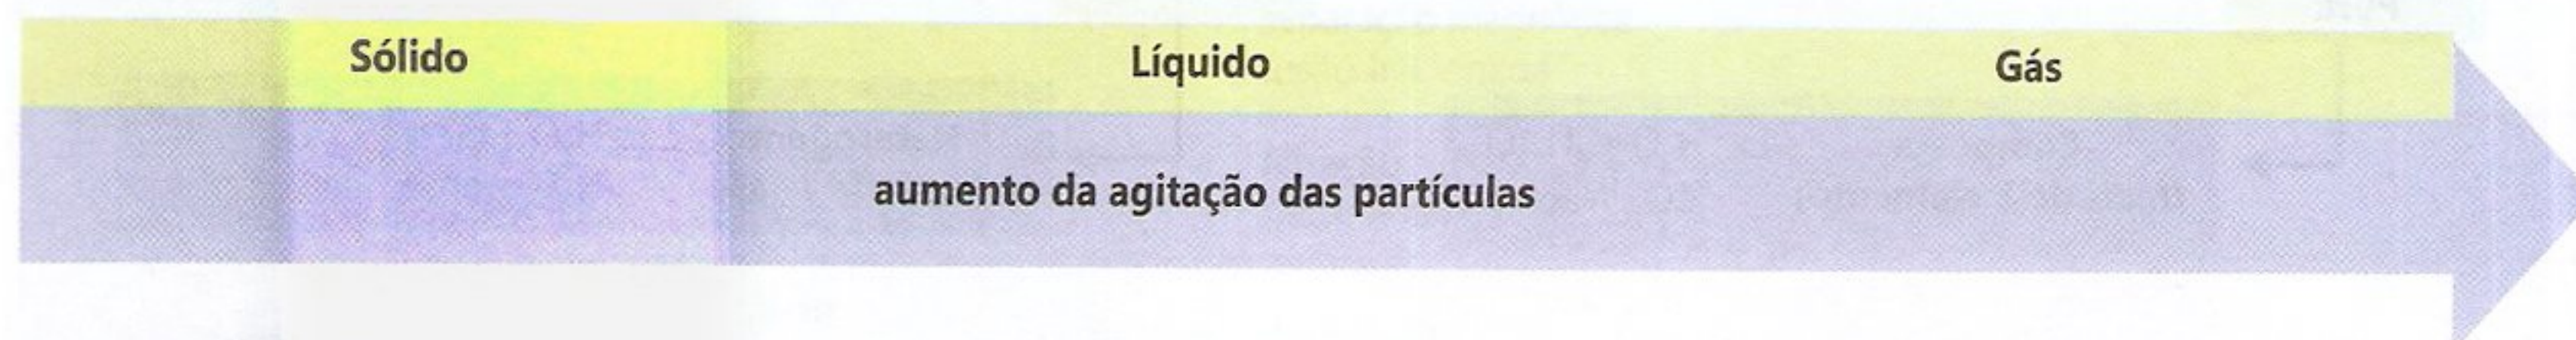 Sólido Líquido Gás
aumento da agitação das partículas